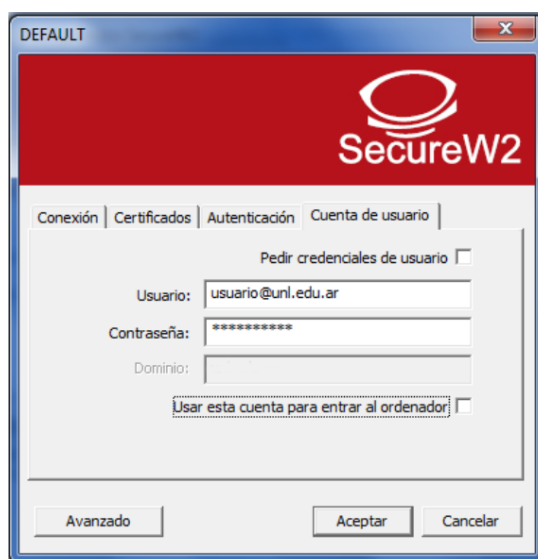 DEFAULT
SecureW2
Conexión Certificados Autenticación Cuenta de usuario
Pedir credenciales de usuario
Usuario: usuario@unl.edu.ar
Contraseña: **********
Dominio:
Usar esta cuenta para entrar al ordenador
Avanzado Aceptar Cancelar